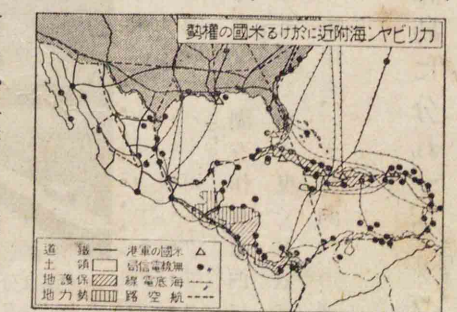 カリビヤン海附近における米國の權勢
米國の軍港
無線電信局
海底電線
航空路
鐵道
領土
保護地
勢力地